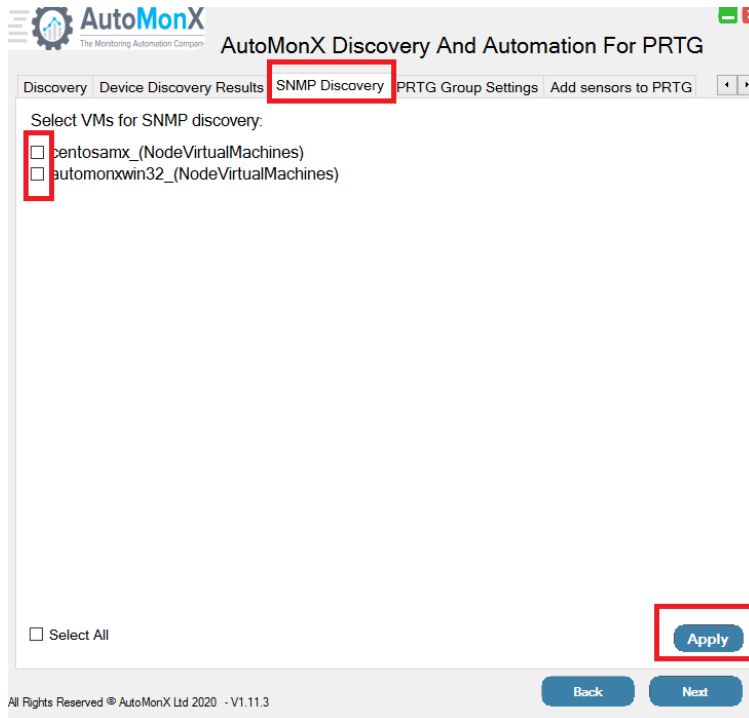 AutoMonX
The Monitoring Automation Company
AutoMonX Discovery And Automation For PRTG
Discovery Device Discovery Results SNMP Discovery PRTG Group Settings Add sensors to PRTG
Select VMs for SNMP discovery:
centosamx_(NodeVirtualMachines)
automonxwin32_(NodeVirtualMachines)
Select All
Apply
Back Next
All Rights Reserved © AutoMonX Ltd 2020 - V1.11.3